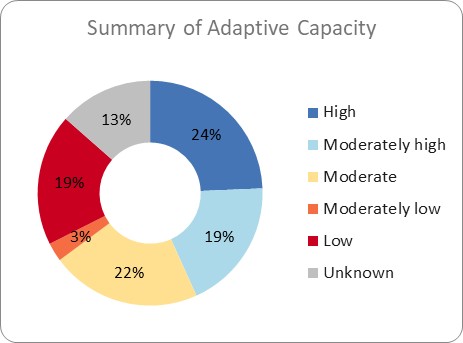 Summary of Adaptive Capacity
24%
19%
22%
3%
19%
13%
High
Moderately high
Moderate
Moderately low
Low
Unknown